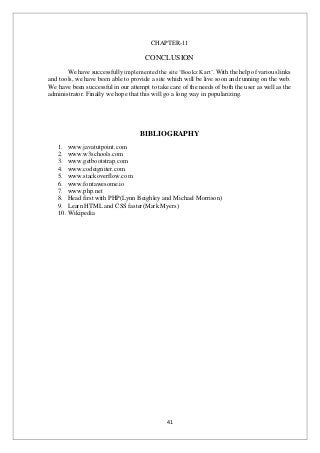 CHAPTER-11
CONCLUSION
We have successfully implemented the site 'Bookz Kart'. With the help of various links
and tools, we have been able to provide a site which will be live soon and running on the web.
We have been successful in our attempt to take care of the needs of both the user as well as the
administrator. Finally we hope that this will go a long way in popularizing.
BIBLIOGRAPHY
1. www.javatutpoint.com
2. www.w3schools.com
3. www.getbootstrap.com
4. www.codeigniter.com
5. www.stackoverflow.com
6. www.fontawesome.io
7. www.php.net
8. Head first with PHP(Lynn Beighley and Michael Morrison)
9. Learn HTML and CSS faster(Mark Myers)
10. Wikipedia
41